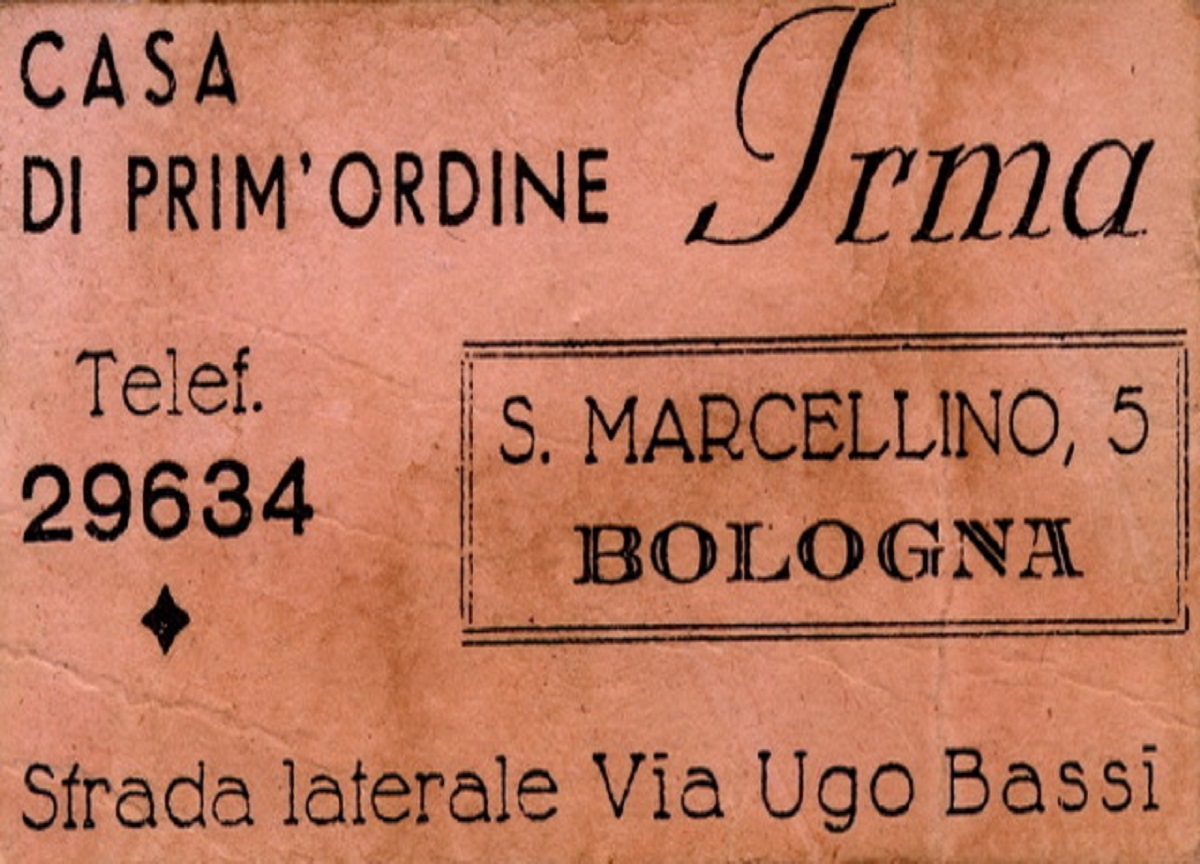 CASA
DI PRIM'ORDINE
Irma
Telef.
29634
S. MARCELLINO, 5
BOLOGNA
Strada laterale Via Ugo Bassi